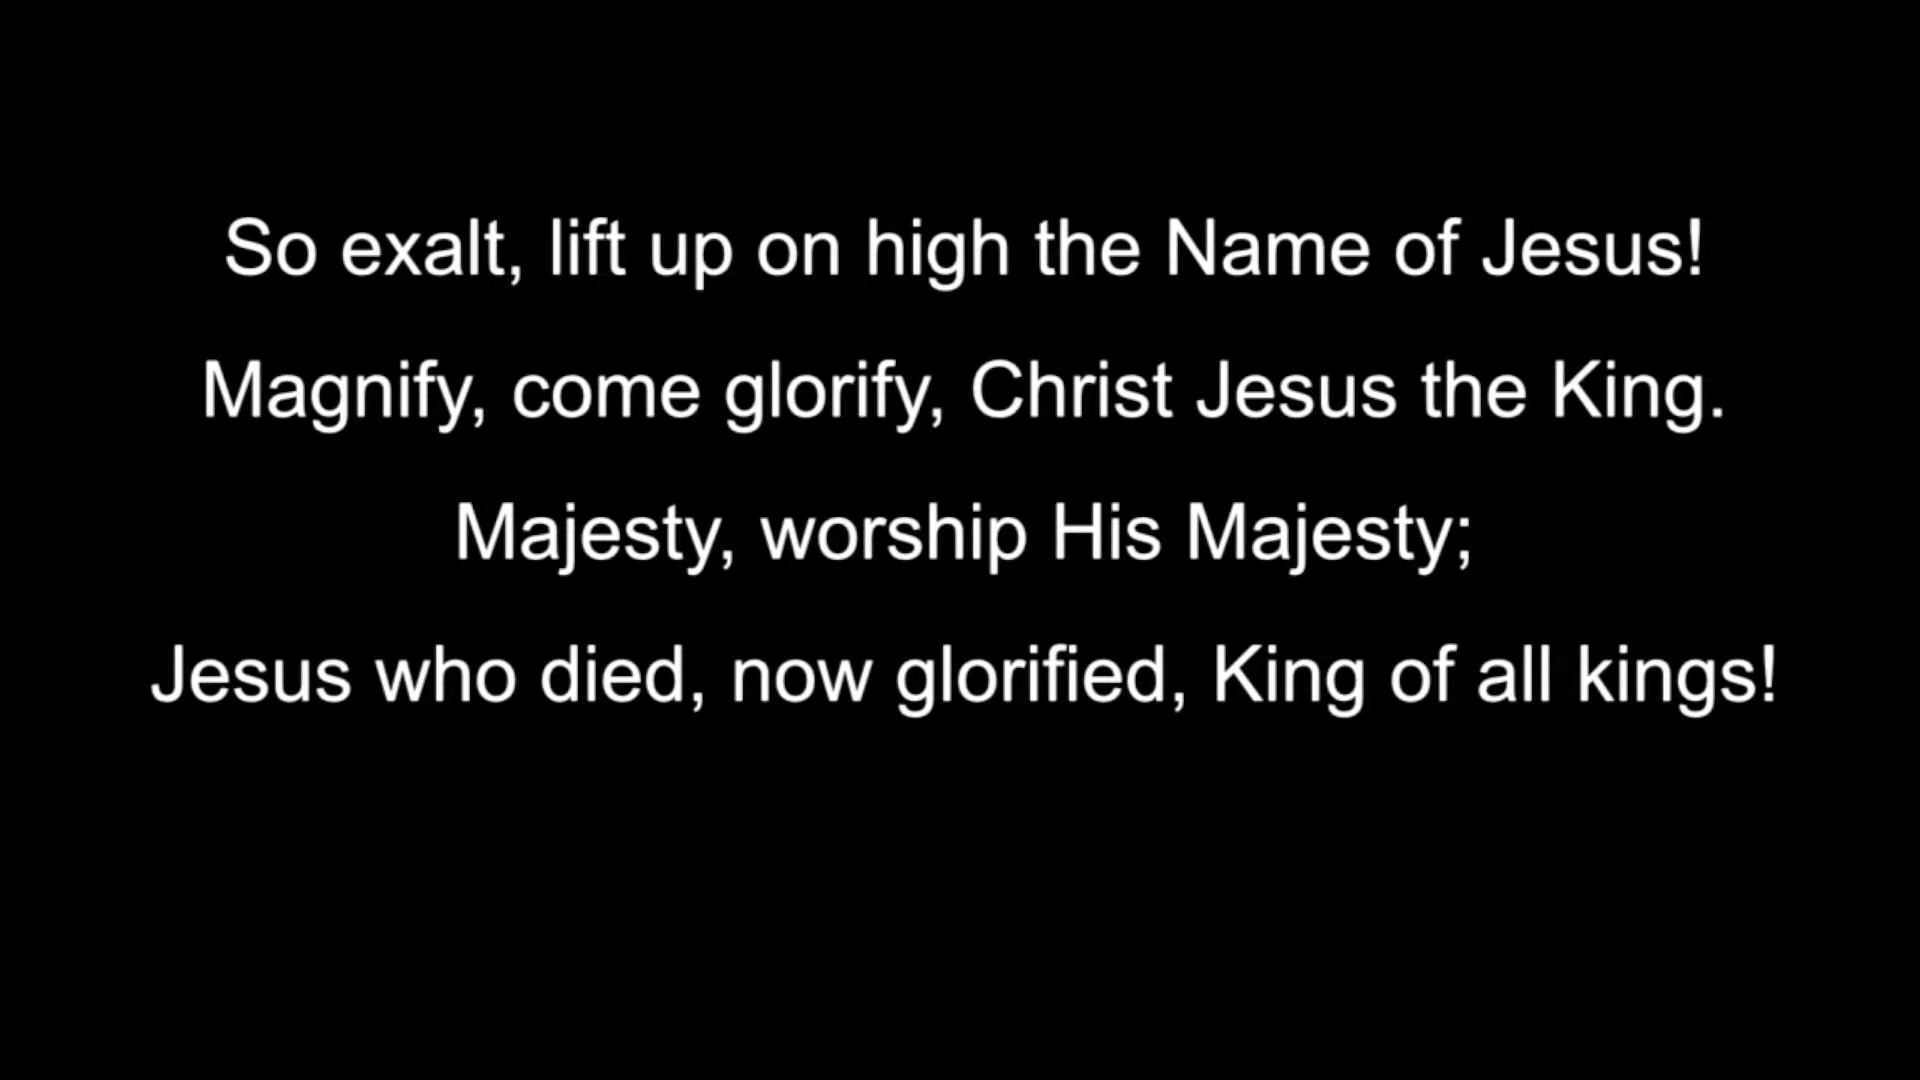 So exalt, lift up on high the Name of Jesus!
Magnify, come glorify, Christ Jesus the King.
Majesty, worship His Majesty;
Jesus who died, now glorified, King of all kings!